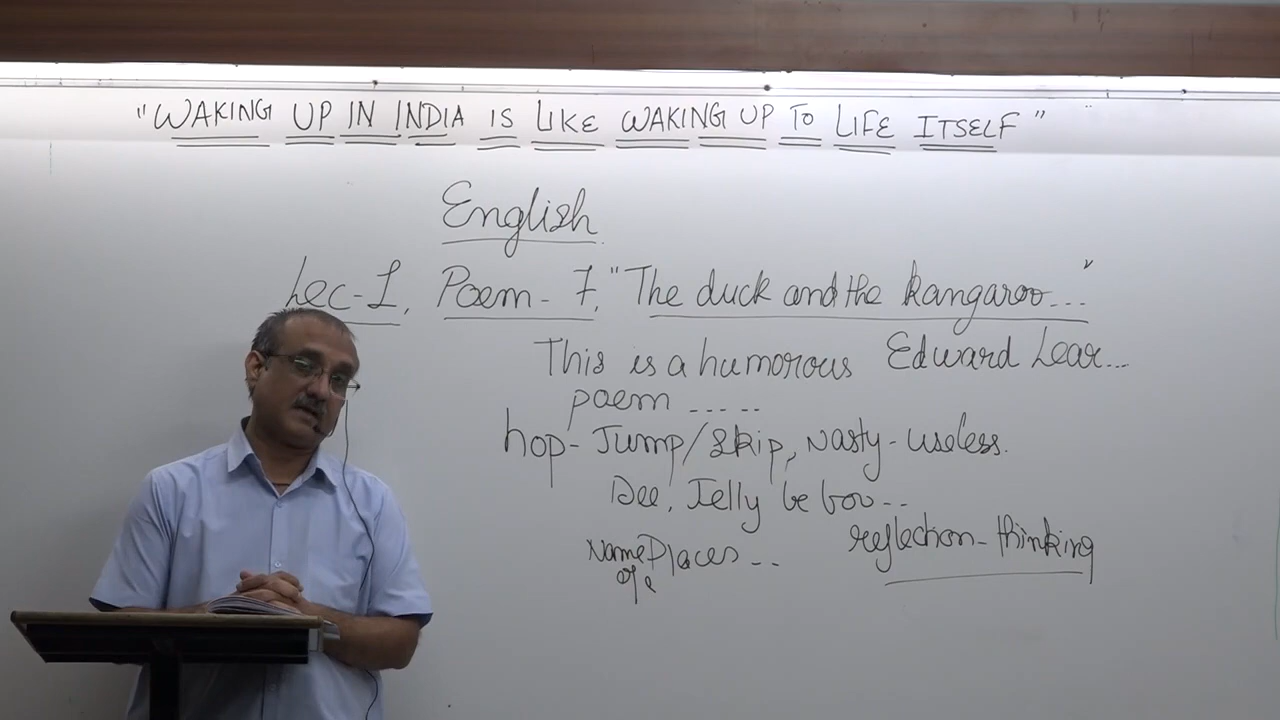 "WAKING UP IN INDIA IS LIKE WAKING UP TO LIFE ITSELF"
English
Lec-1, Poem-7, "The duck and the kangaroo..."
This is a humorous Edward Lear...
poem .....
hop-Jump/skip, Nasty-useless.
Dee, Jelly be boo...
Name Places... reflection-thinking
of